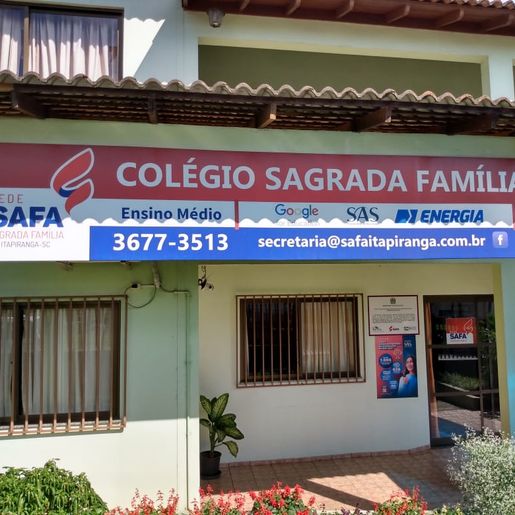 COLÉGIO SAGRADA FAMÍLIA
REDE
SAFA
SAGRADA FAMÍLIA
ITAPIRANGA-SC
Ensino Médio
Google
SAS
ENERGIA
3677-3513
secretaria@safaitapiranga.com.br
f
SAFA